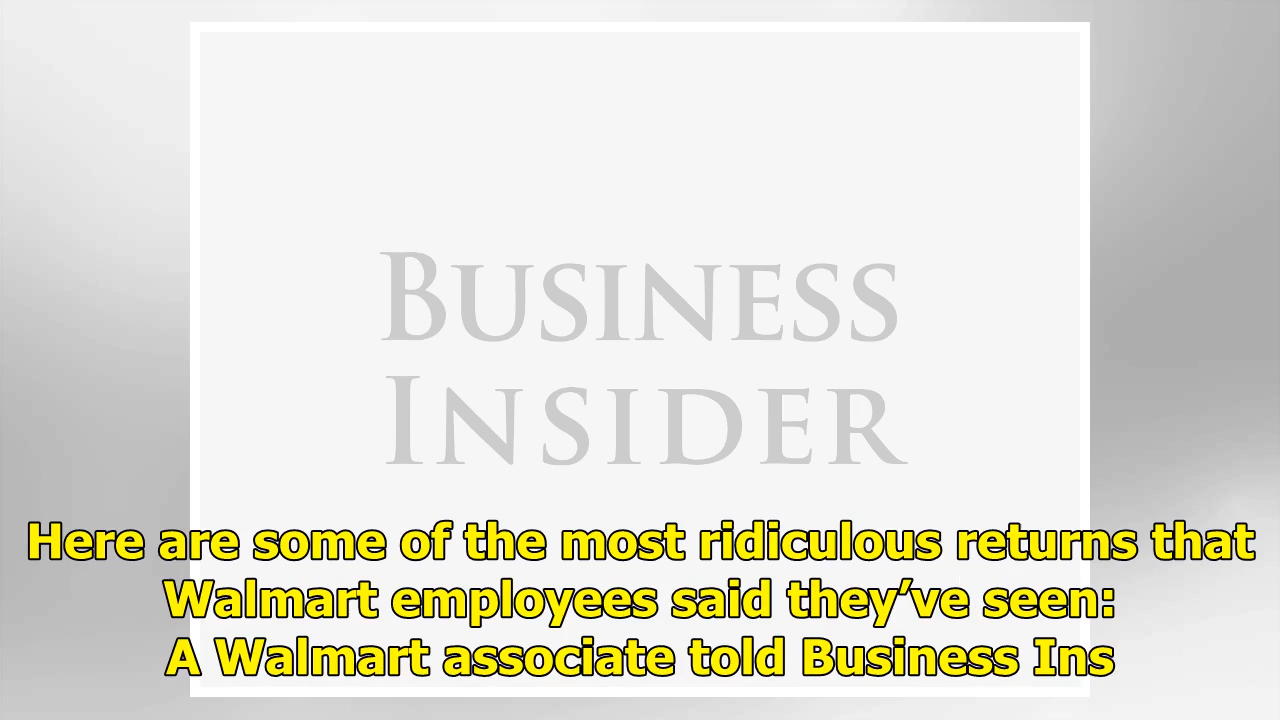 BUSINESS
INSIDER
Here are some of the most ridiculous returns that
Walmart employees said they’ve seen:
A Walmart associate told Business Ins